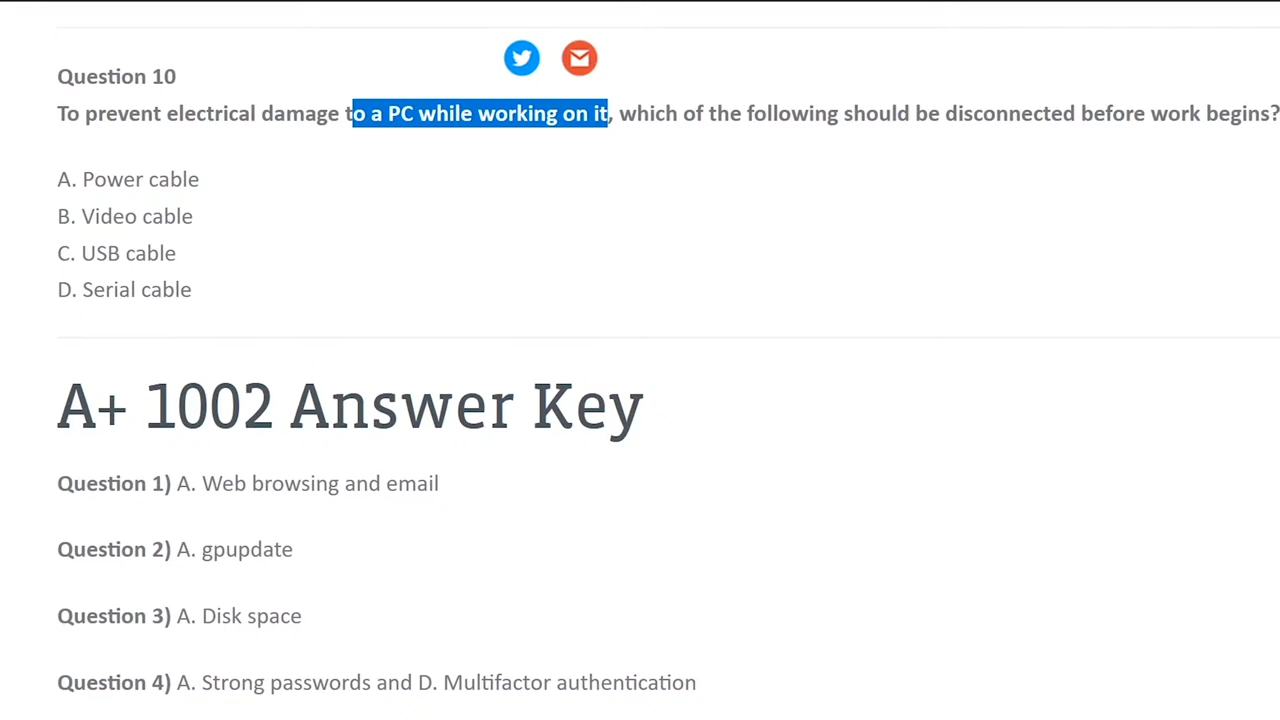 Question 10
To prevent electrical damage to a PC while working on it, which of the following should be disconnected before work begins?
A. Power cable
B. Video cable
C. USB cable
D. Serial cable
A+ 1002 Answer Key
Question 1) A. Web browsing and email
Question 2) A. gpupdate
Question 3) A. Disk space
Question 4) A. Strong passwords and D. Multifactor authentication